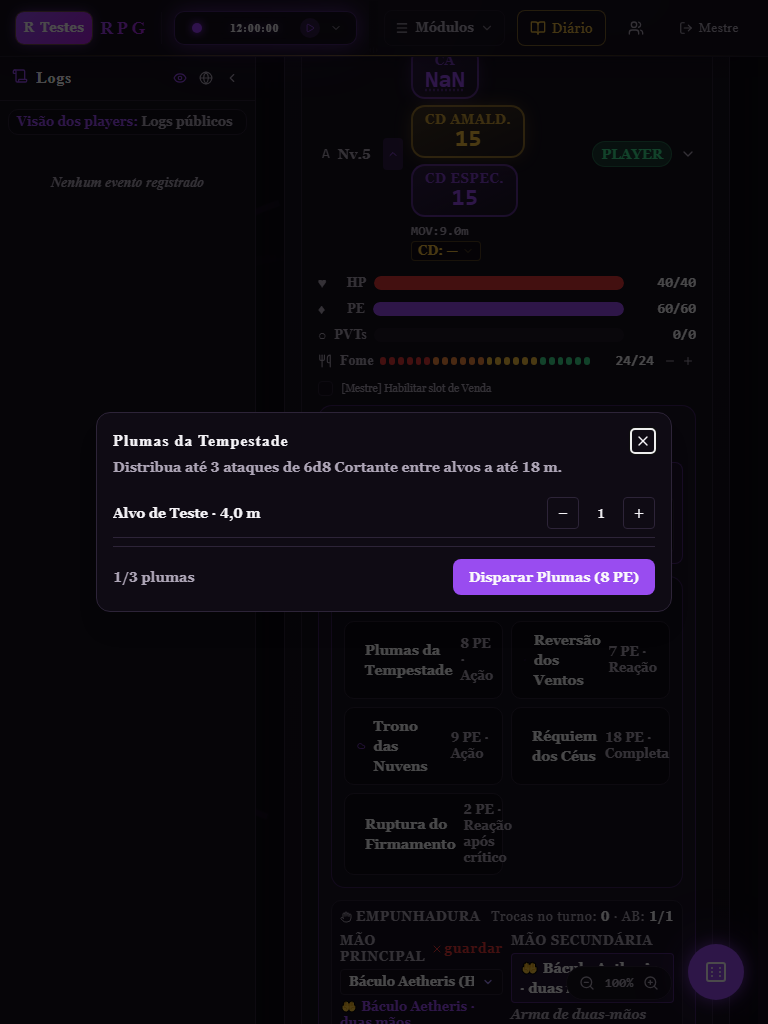 R Testes RPG 12:00:00 Módulos Diário Mestre
Logs
Visão dos players: Logs públicos
Nenhum evento registrado
CA
NaN
CD AMALD.
15
A Nv.5
PLAYER
CD ESPEC.
15
MOV:9.0m
CD: —
HP 40/40
PE 60/60
PVTs 0/0
Fome 24/24
[Mestre] Habilitar slot de Venda
Plumas da Tempestade
Distribua até 3 ataques de 6d8 Cortante entre alvos a até 18 m.
Alvo de Teste · 4,0 m − 1 +
1/3 plumas Disparar Plumas (8 PE)
Plumas da
Tempestade
8 PE
·
Ação
Reversão
dos
Ventos
7 PE ·
Reação
Trono
das
Nuvens
9 PE ·
Ação
Réquiem
dos Céus
18 PE ·
Completa
Ruptura do
Firmamento
2 PE ·
Reação
após
crítico
EMPUNHADURA Trocas no turno: 0 · AB: 1/1
MÃO
PRINCIPAL
× guardar
MÃO SECUNDÁRIA
Báculo Aetheris (H
Báculo Aetheris ·
duas mãos
Báculo Aetheris
· duas
100%
Arma de duas-mãos